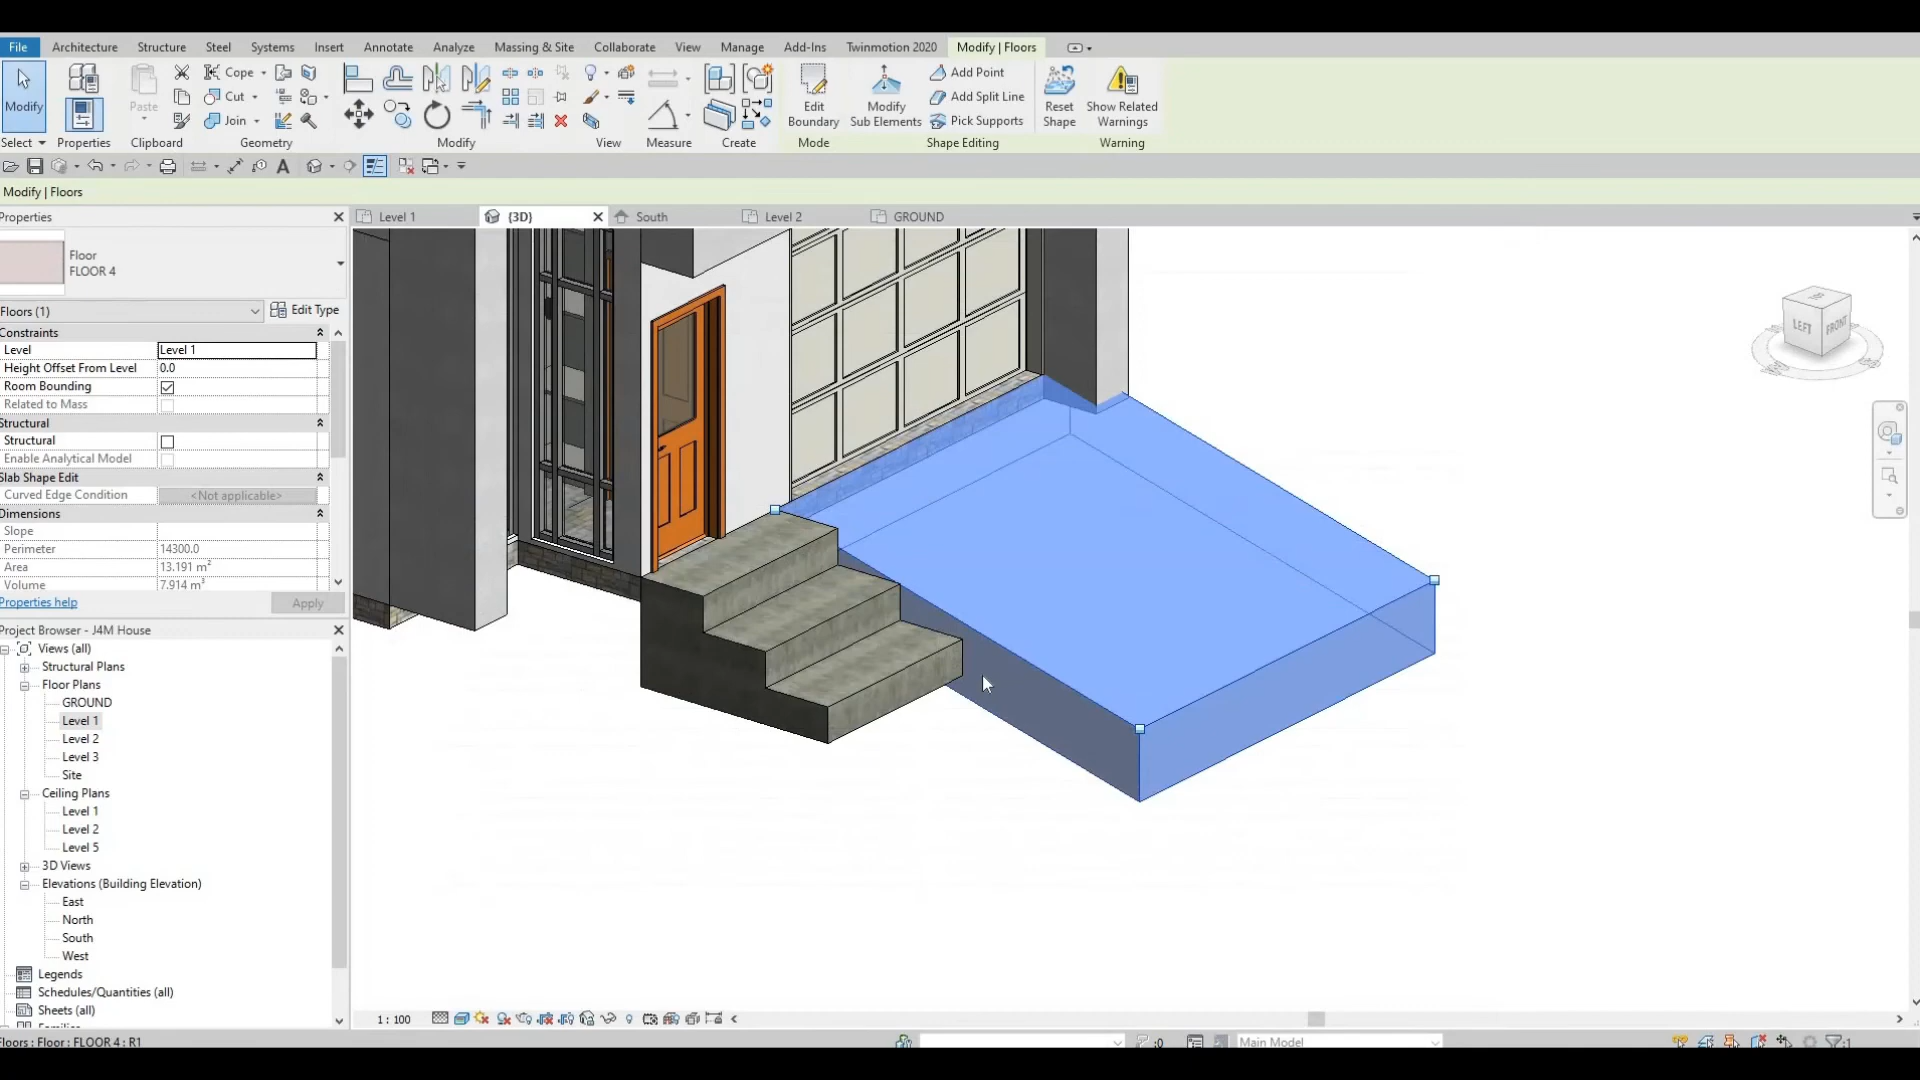 File Architecture Structure Steel Systems Insert Annotate Analyze Massing & Site Collaborate View Manage Add-Ins Twinmotion 2020 Modify | Floors
Modify Paste Cope Cut Join
Edit Boundary Modify Sub Elements Add Point Add Split Line Pick Supports Reset Shape Show Related Warnings
Select Properties Clipboard Geometry Modify View Measure Create Mode Shape Editing Warning
Modify | Floors
Properties
Level 1 {3D} South Level 2 GROUND
Floor
FLOOR 4
Floors (1) Edit Type
Constraints
Level Level 1
Height Offset From Level 0.0
Room Bounding
Related to Mass
Structural
Structural
Enable Analytical Model
Slab Shape Edit
Curved Edge Condition <Not applicable>
Dimensions
Slope
Perimeter 14300.0
Area 13.191 m²
Volume 7.914 m³
Properties help Apply
Project Browser - J4M House
Views (all)
Structural Plans
Floor Plans
GROUND
Level 1
Level 2
Level 3
Site
Ceiling Plans
Level 1
Level 2
Level 5
3D Views
Elevations (Building Elevation)
East
North
South
West
Legends
Schedules/Quantities (all)
Sheets (all)
LEFT FRONT
1 : 100
Floors : Floor : FLOOR 4 : R1 :0 Main Model :1